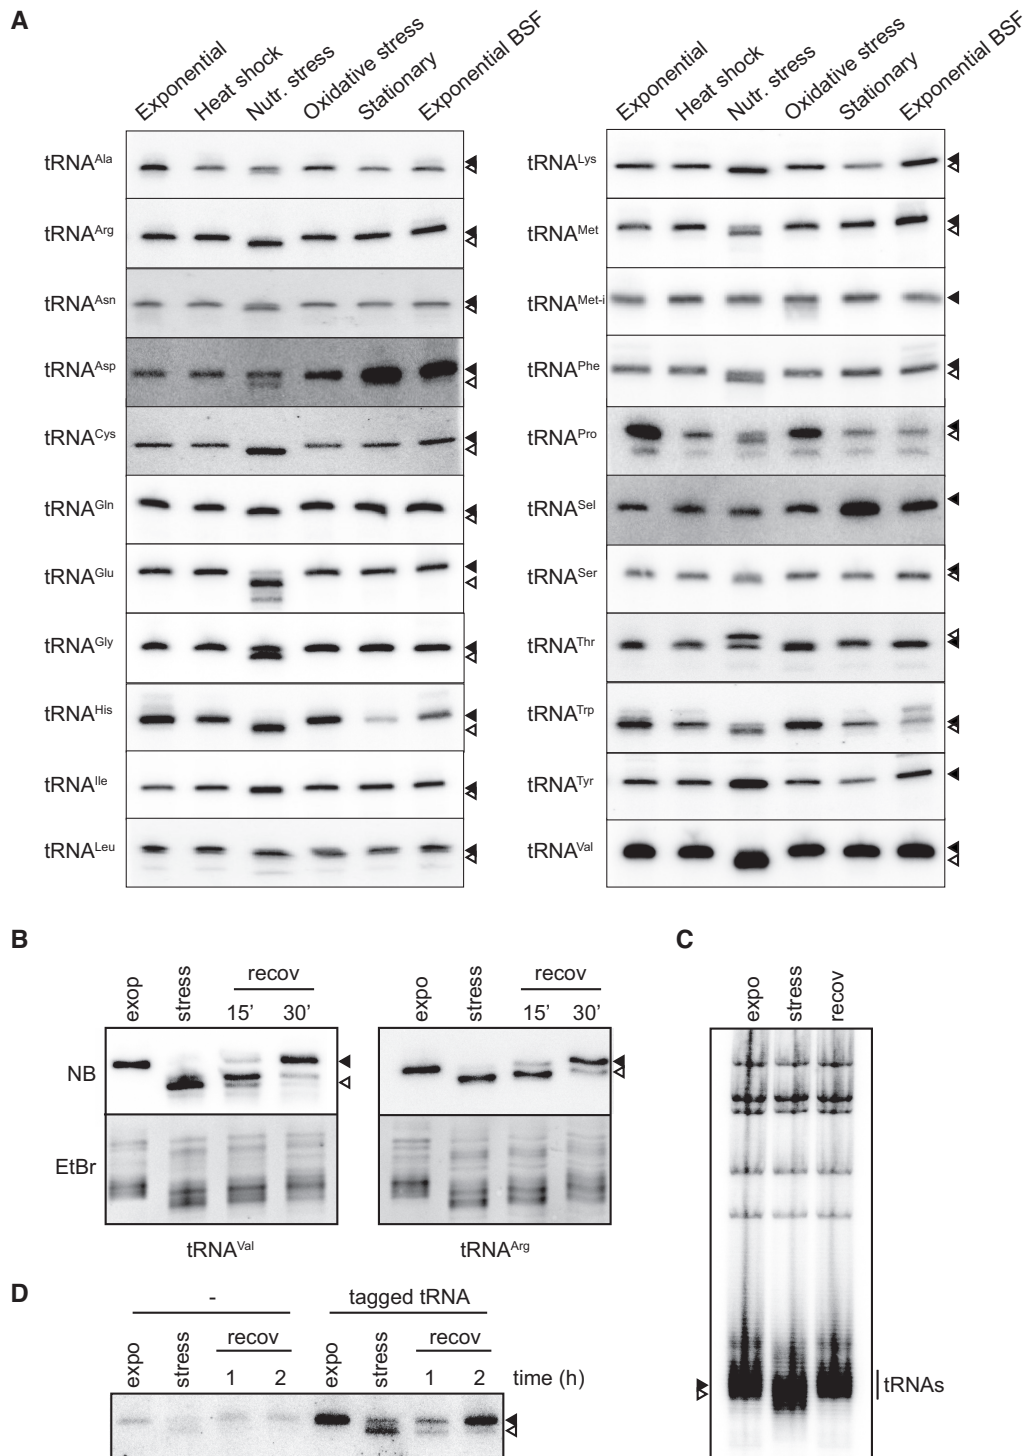 A
Exponential
Heat shock
Nutr. stress
Oxidative stress
Stationary
Exponential BSF
tRNAAla
tRNAArg
tRNAAsn
tRNAAsp
tRNACys
tRNAGln
tRNAGlu
tRNAGly
tRNAHis
tRNAIle
tRNALeu
Exponential
Heat shock
Nutr. stress
Oxidative stress
Stationary
Exponential BSF
tRNALys
tRNAMet
tRNAMet-i
tRNAPhe
tRNAPro
tRNASel
tRNASer
tRNAThr
tRNATrp
tRNATyr
tRNAVal
B
exop
stress
recov
15’ 30’
NB
EtBr
tRNAVal
expo
stress
recov
15’ 30’
tRNAArg
C
expo
stress
recov
tRNAs
D
-
expo
stress
recov
1 2
tagged tRNA
expo
stress
recov
1 2
time (h)